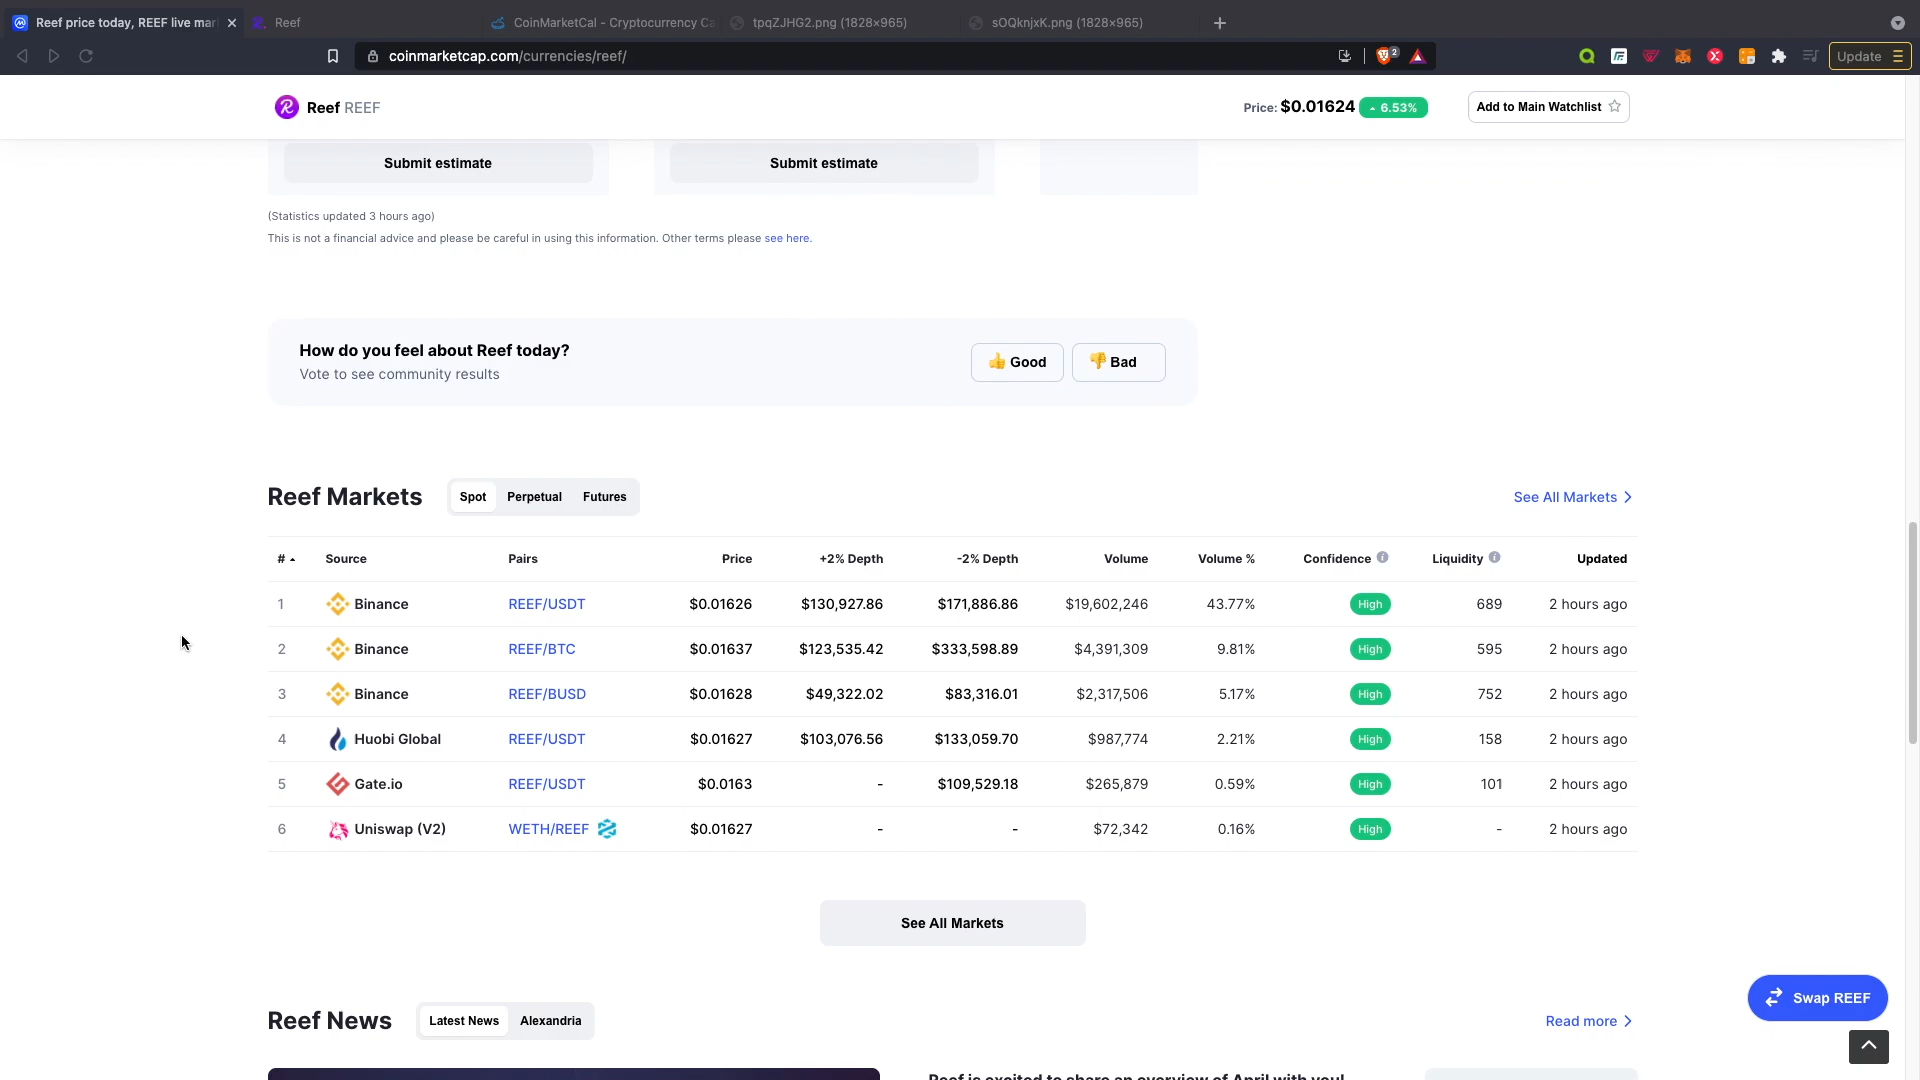 Reef price today, REEF live mar
Reef
CoinMarketCal - Cryptocurrency Ca
tpqZJHG2.png (1828×965)
sOQknjxK.png (1828×965)
coinmarketcap.com/currencies/reef/
2
Update
Reef REEF
Price: $0.01624 6.53%
Add to Main Watchlist
Submit estimate
Submit estimate
(Statistics updated 3 hours ago)
This is not a financial advice and please be careful in using this information. Other terms please see here.
How do you feel about Reef today?
Vote to see community results
👍 Good
👎 Bad
Reef Markets
Spot Perpetual Futures
See All Markets
# Source Pairs Price +2% Depth -2% Depth Volume Volume % Confidence Liquidity Updated
1 Binance REEF/USDT $0.01626 $130,927.86 $171,886.86 $19,602,246 43.77% High 689 2 hours ago
2 Binance REEF/BTC $0.01637 $123,535.42 $333,598.89 $4,391,309 9.81% High 595 2 hours ago
3 Binance REEF/BUSD $0.01628 $49,322.02 $83,316.01 $2,317,506 5.17% High 752 2 hours ago
4 Huobi Global REEF/USDT $0.01627 $103,076.56 $133,059.70 $987,774 2.21% High 158 2 hours ago
5 Gate.io REEF/USDT $0.0163 - $109,529.18 $265,879 0.59% High 101 2 hours ago
6 Uniswap (V2) WETH/REEF $0.01627 - - $72,342 0.16% High - 2 hours ago
See All Markets
Swap REEF
Reef News
Latest News Alexandria
Read more
Reef is excited to share an overview of April with you!